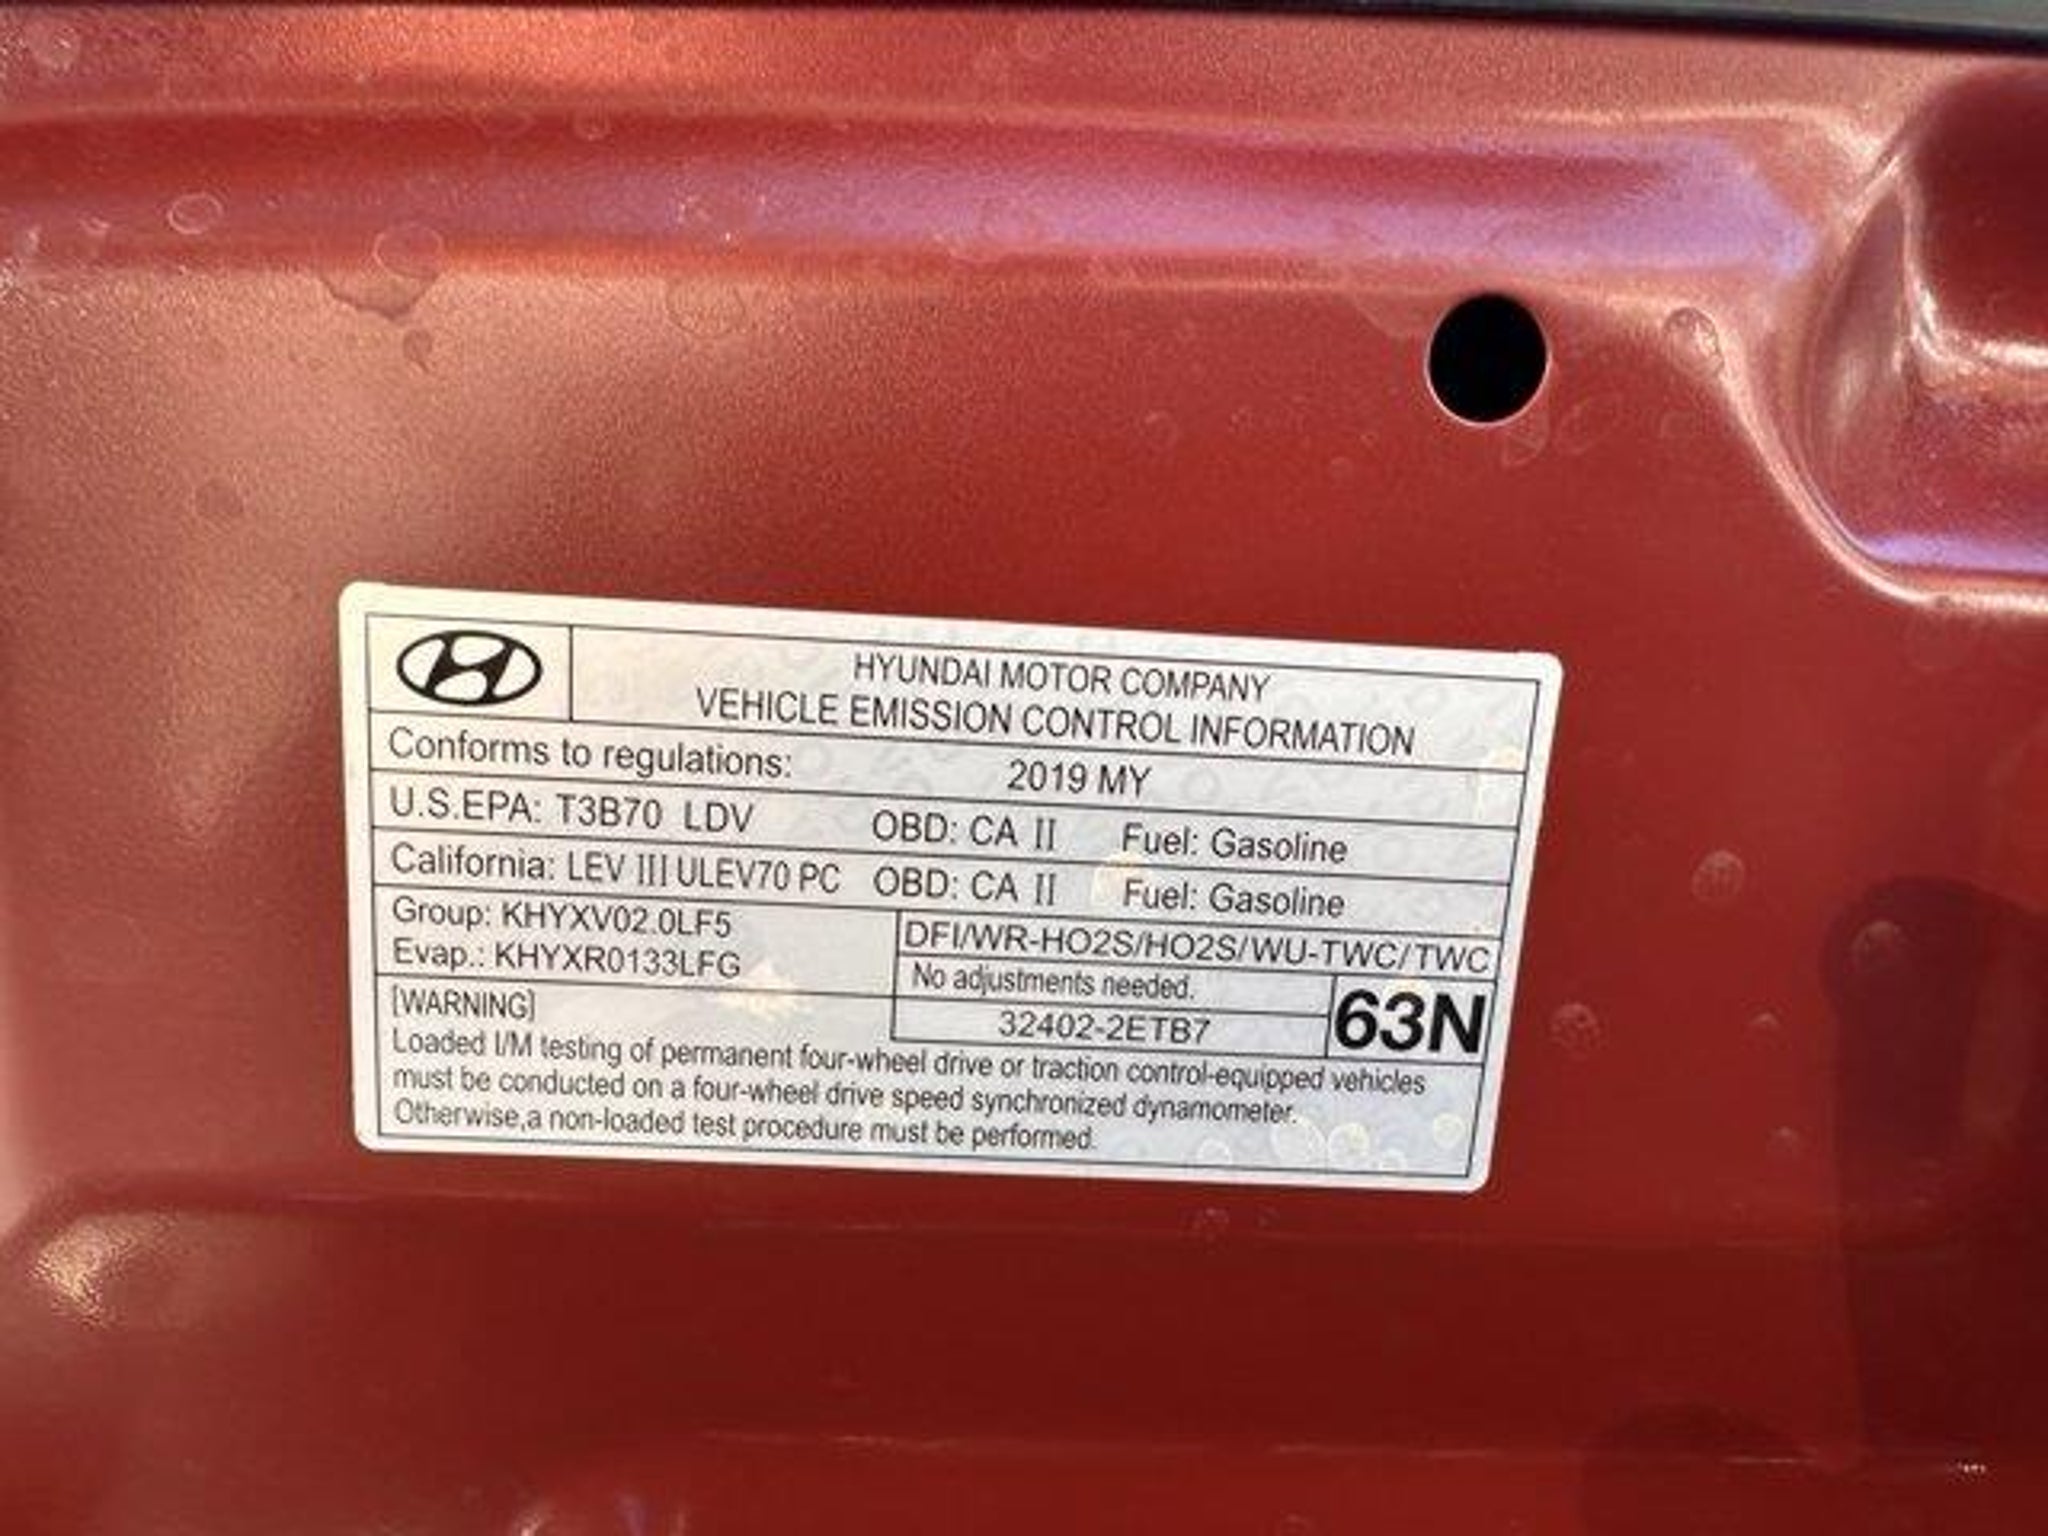 HYUNDAI MOTOR COMPANY
VEHICLE EMISSION CONTROL INFORMATION
Conforms to regulations: 2019 MY
U.S.EPA: T3B70 LDV OBD: CA II Fuel: Gasoline
California: LEV III ULEV70 PC OBD: CA II Fuel: Gasoline
Group: KHYXV02.0LF5
Evap.: KHYXR0133LFG
DFI/WR-HO2S/HO2S/WU-TWC/TWC
No adjustments needed.
32402-2ETB7
63N
[WARNING]
Loaded I/M testing of permanent four-wheel drive or traction control-equipped vehicles
must be conducted on a four-wheel drive speed synchronized dynamometer.
Otherwise,a non-loaded test procedure must be performed.